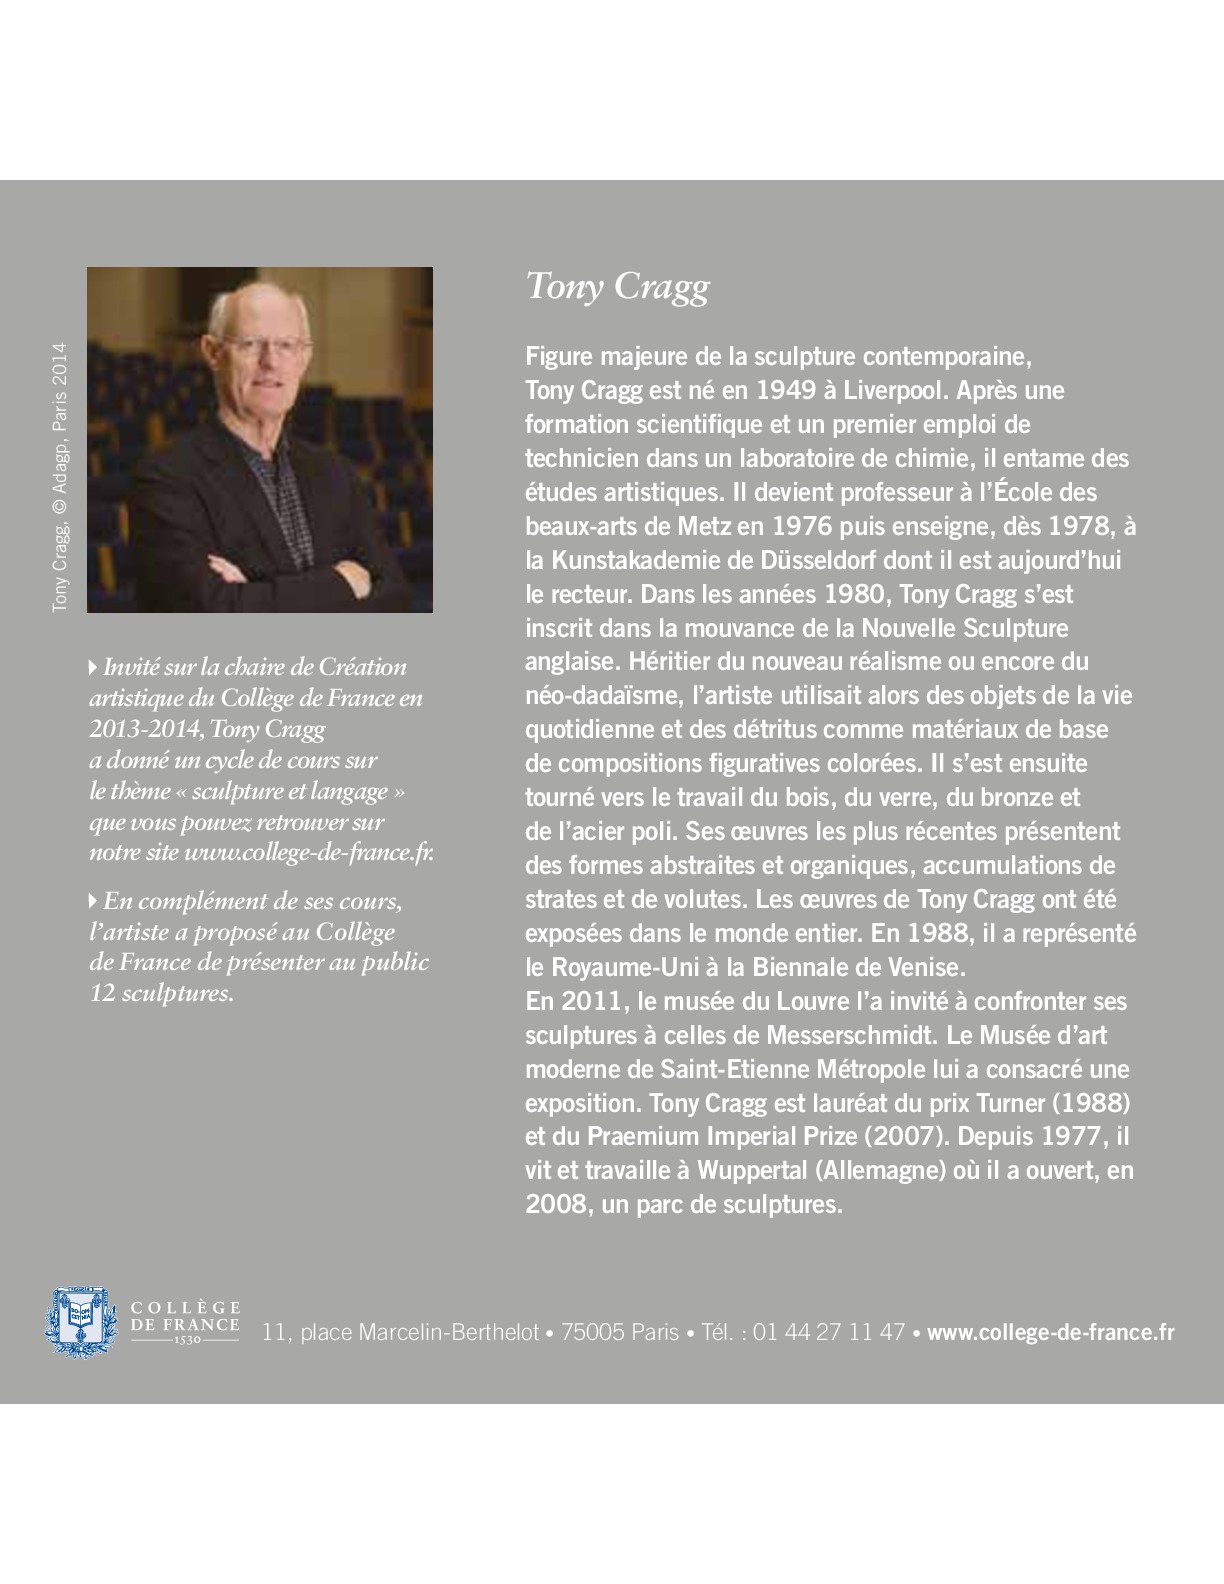 Tony Cragg, © Adagp, Paris 2014
Invité sur la chaire de Création
artistique du Collège de France en
2013-2014, Tony Cragg
a donné un cycle de cours sur
le thème « sculpture et langage »
que vous pouvez retrouver sur
notre site www.college-de-france.fr.
En complément de ses cours,
l’artiste a proposé au Collège
de France de présenter au public
12 sculptures.
Tony Cragg
Figure majeure de la sculpture contemporaine,
Tony Cragg est né en 1949 à Liverpool. Après une
formation scientifique et un premier emploi de
technicien dans un laboratoire de chimie, il entame des
études artistiques. Il devient professeur à l’École des
beaux-arts de Metz en 1976 puis enseigne, dès 1978, à
la Kunstakademie de Düsseldorf dont il est aujourd’hui
le recteur. Dans les années 1980, Tony Cragg s’est
inscrit dans la mouvance de la Nouvelle Sculpture
anglaise. Héritier du nouveau réalisme ou encore du
néo-dadaïsme, l’artiste utilisait alors des objets de la vie
quotidienne et des détritus comme matériaux de base
de compositions figuratives colorées. Il s’est ensuite
tourné vers le travail du bois, du verre, du bronze et
de l’acier poli. Ses œuvres les plus récentes présentent
des formes abstraites et organiques, accumulations de
strates et de volutes. Les œuvres de Tony Cragg ont été
exposées dans le monde entier. En 1988, il a représenté
le Royaume-Uni à la Biennale de Venise.
En 2011, le musée du Louvre l’a invité à confronter ses
sculptures à celles de Messerschmidt. Le Musée d’art
moderne de Saint-Etienne Métropole lui a consacré une
exposition. Tony Cragg est lauréat du prix Turner (1988)
et du Praemium Imperial Prize (2007). Depuis 1977, il
vit et travaille à Wuppertal (Allemagne) où il a ouvert, en
2008, un parc de sculptures.
COLLÈGE
DE FRANCE
1530
11, place Marcelin-Berthelot • 75005 Paris • Tél. : 01 44 27 11 47 • www.college-de-france.fr